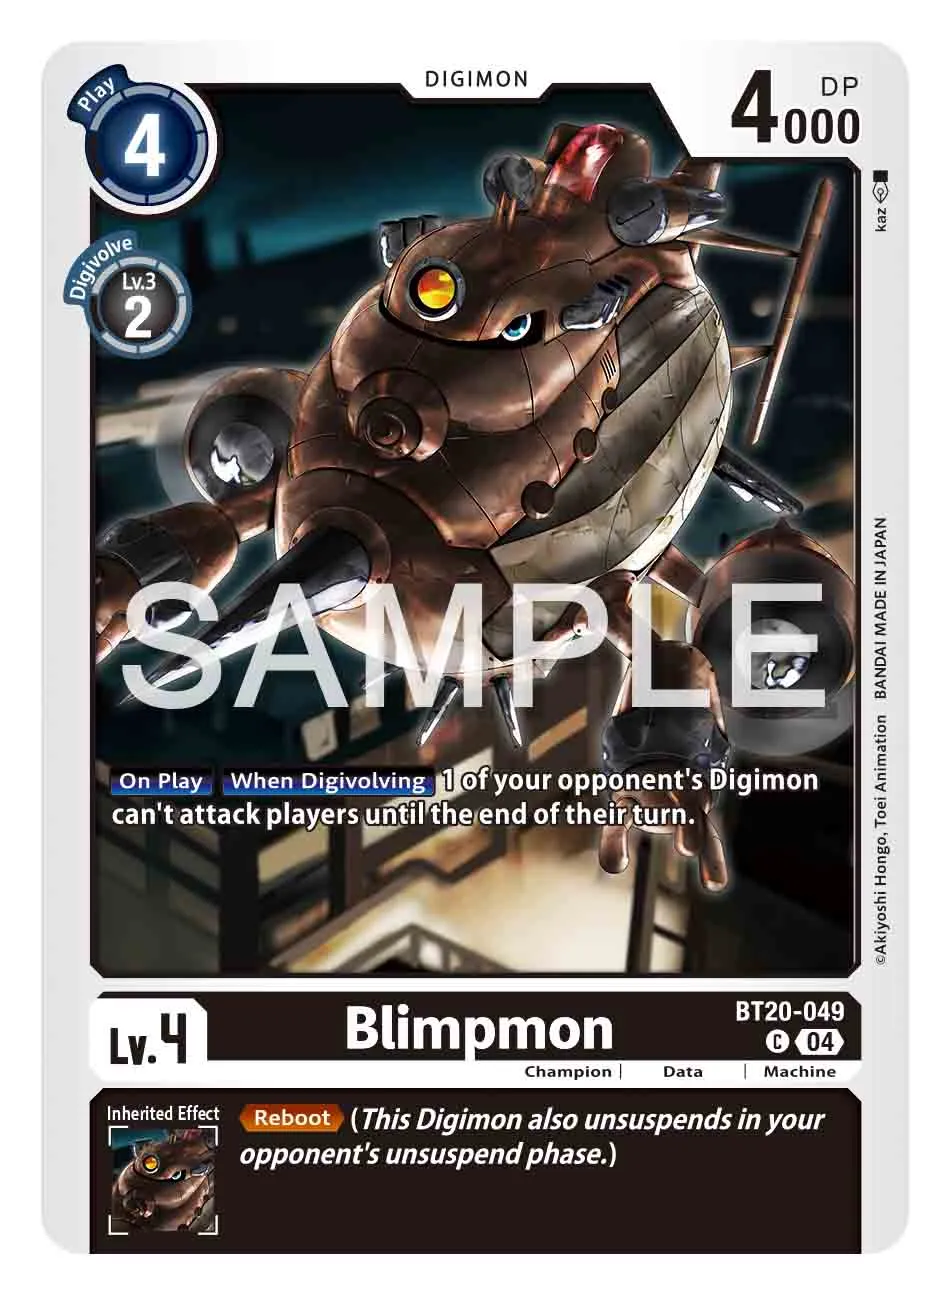 DIGIMON
Play
4
DP
4000
Digivolve
Lv.3
2
kaz
SAMPLE
On Play When Digivolving 1 of your opponent's Digimon
can't attack players until the end of their turn.
©Akiyoshi Hongo, Toei Animation BANDAI MADE IN JAPAN
Lv.4
Blimpmon
BT20-049
C 04
Champion | Data | Machine
Inherited Effect
Reboot (This Digimon also unsuspends in your
opponent's unsuspend phase.)